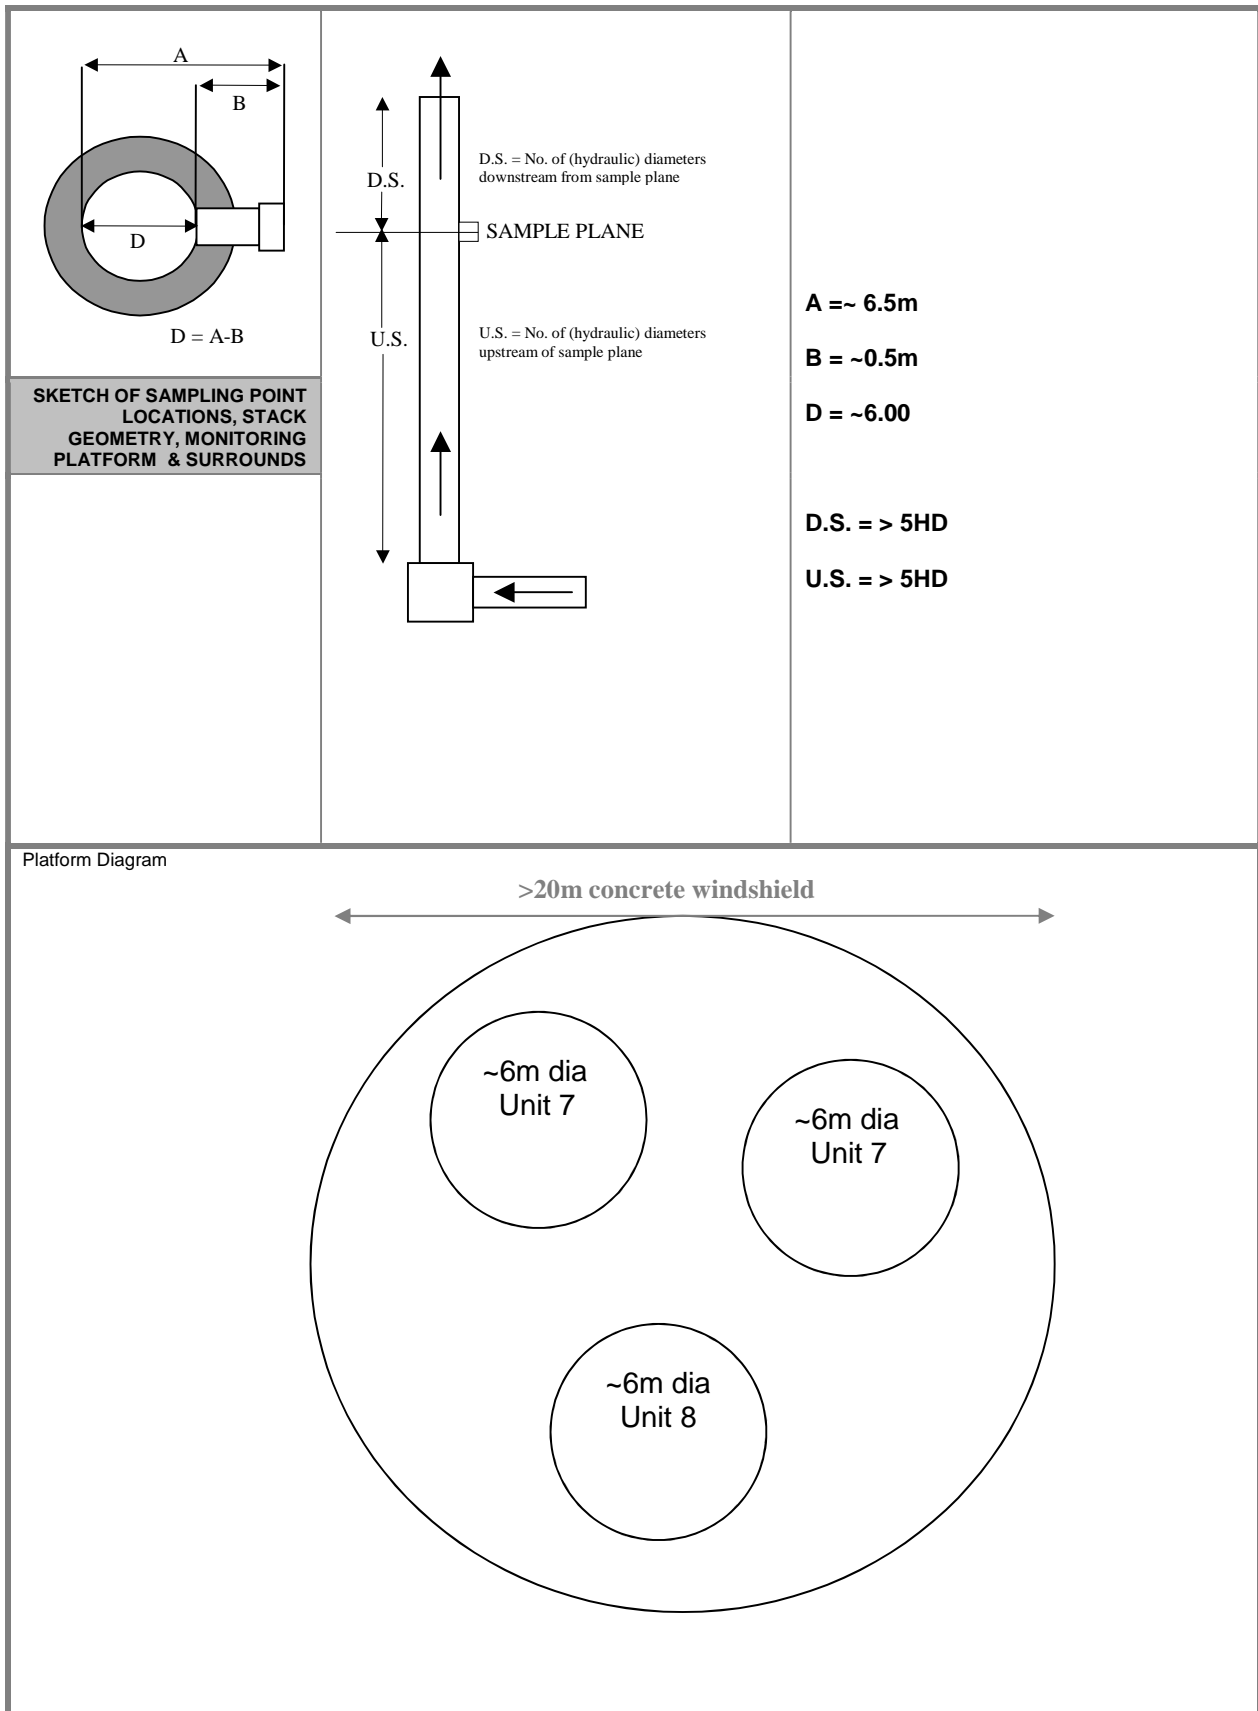 A
B
D
D = A-B
SKETCH OF SAMPLING POINT
LOCATIONS, STACK
GEOMETRY, MONITORING
PLATFORM & SURROUNDS
D.S.
D.S. = No. of (hydraulic) diameters
downstream from sample plane
SAMPLE PLANE
U.S.
U.S. = No. of (hydraulic) diameters
upstream of sample plane
A =~ 6.5m
B = ~0.5m
D = ~6.00
D.S. = > 5HD
U.S. = > 5HD
Platform Diagram
>20m concrete windshield
~6m dia
Unit 7
~6m dia
Unit 7
~6m dia
Unit 8